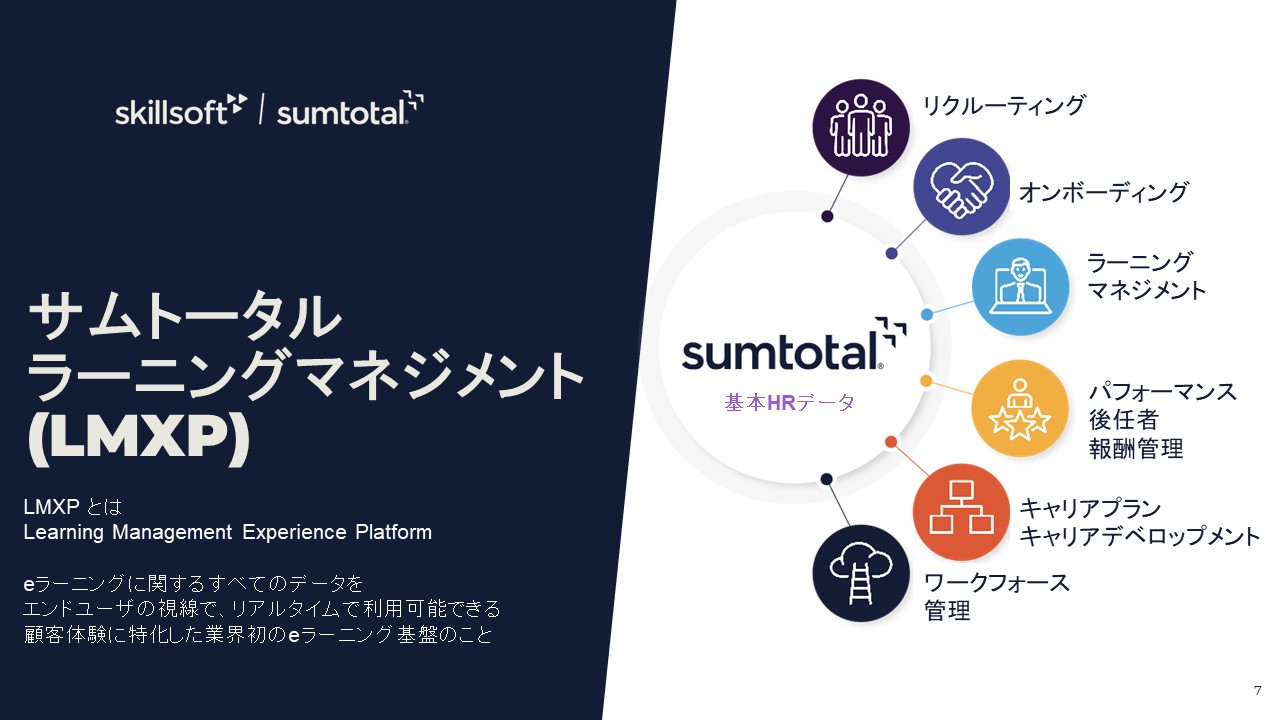 skillsoft | sumtotal®
サムトータル
ラーニングマネジメント
(LMXP)
LMXP とは
Learning Management Experience Platform
eラーニングに関するすべてのデータを
エンドユーザの視線で、リアルタイムで利用可能できる
顧客体験に特化した業界初のeラーニング基盤のこと
sumtotal®
基本HRデータ
リクルーティング
オンボーディング
ラーニング
マネジメント
パフォーマンス
後任者
報酬管理
キャリアプラン
キャリアデベロップメント
ワークフォース
管理
7